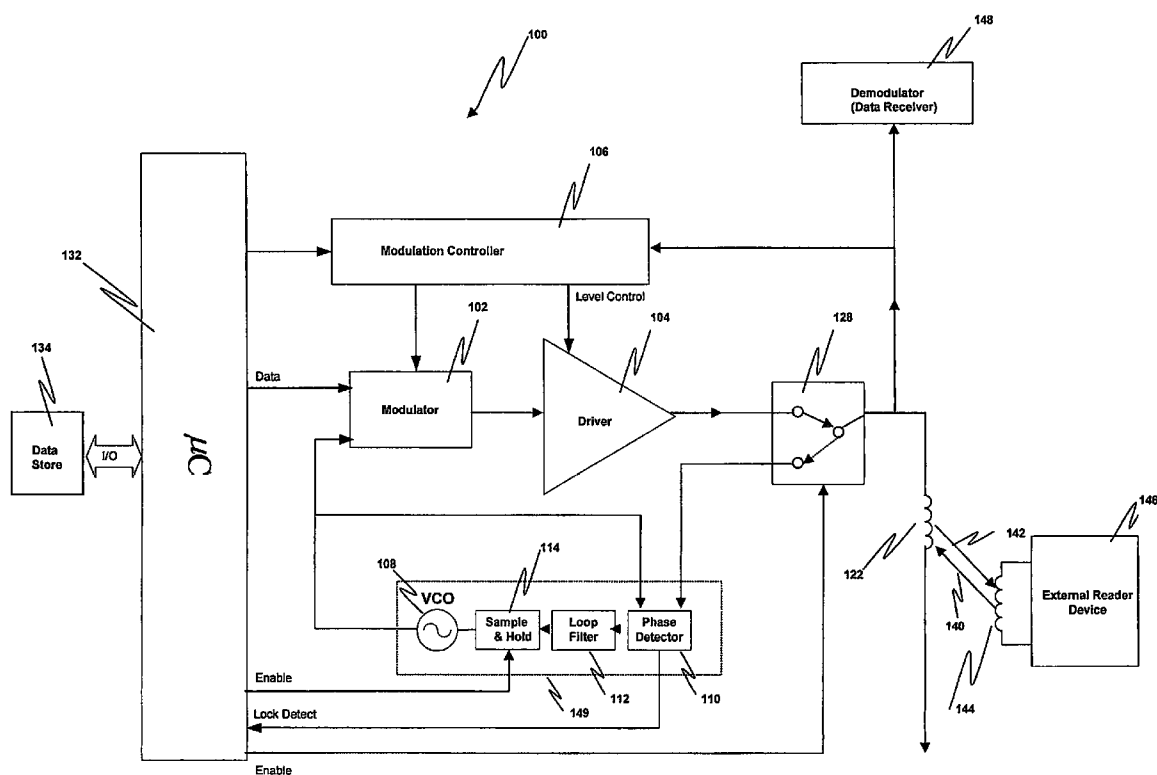 100
148
Demodulator
(Data Receiver)
106
Modulation Controller
132
Level Control
102
104
128
134
Data
Modulator
Driver
Data
Store
I/O
μC
146
114
142
122
108
VCO
Sample
& Hold
Loop
Filter
Phase
Detector
External Reader
Device
140
Enable
112
110
149
144
Lock Detect
Enable